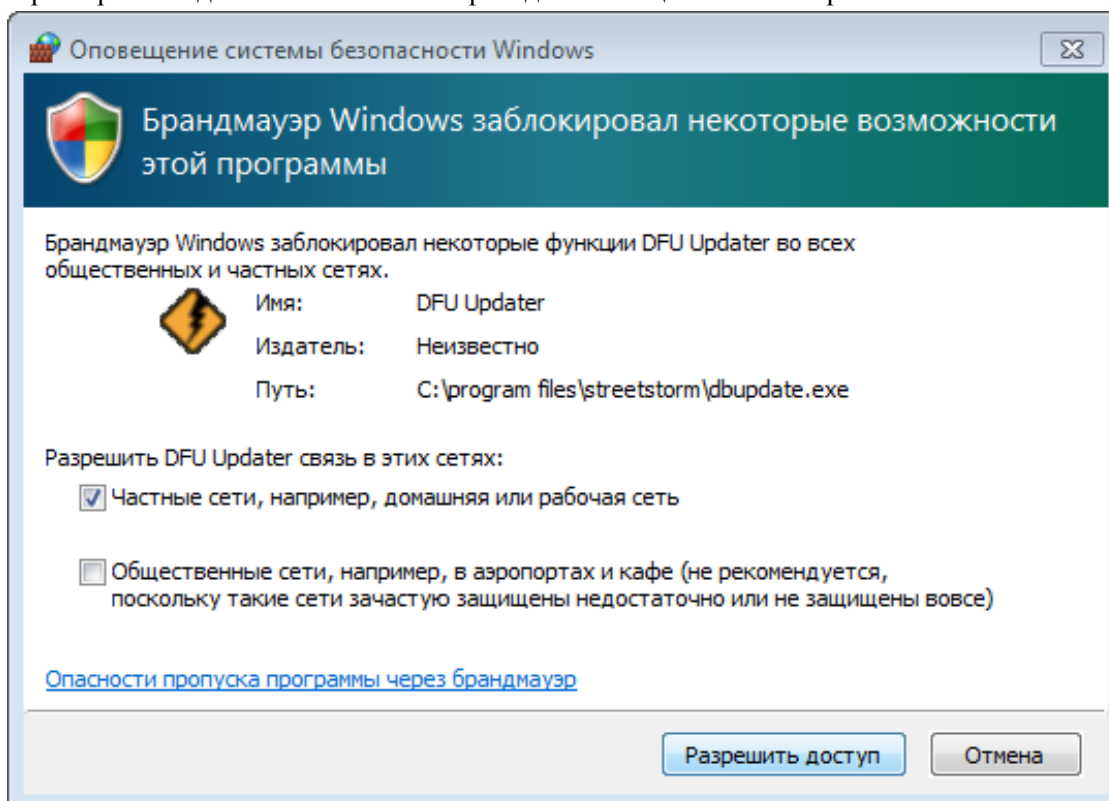 Оповещение системы безопасности Windows
Брандмауэр Windows заблокировал некоторые возможности
этой программы
Брандмауэр Windows заблокировал некоторые функции DFU Updater во всех
общественных и частных сетях.
Имя: DFU Updater
Издатель: Неизвестно
Путь: C:\program files\streetstorm\dbupdate.exe
Разрешить DFU Updater связь в этих сетях:
Частные сети, например, домашняя или рабочая сеть
Общественные сети, например, в аэропортах и кафе (не рекомендуется,
поскольку такие сети зачастую защищены недостаточно или не защищены вовсе)
Опасности пропуска программы через брандмауэр
Разрешить доступ Отмена